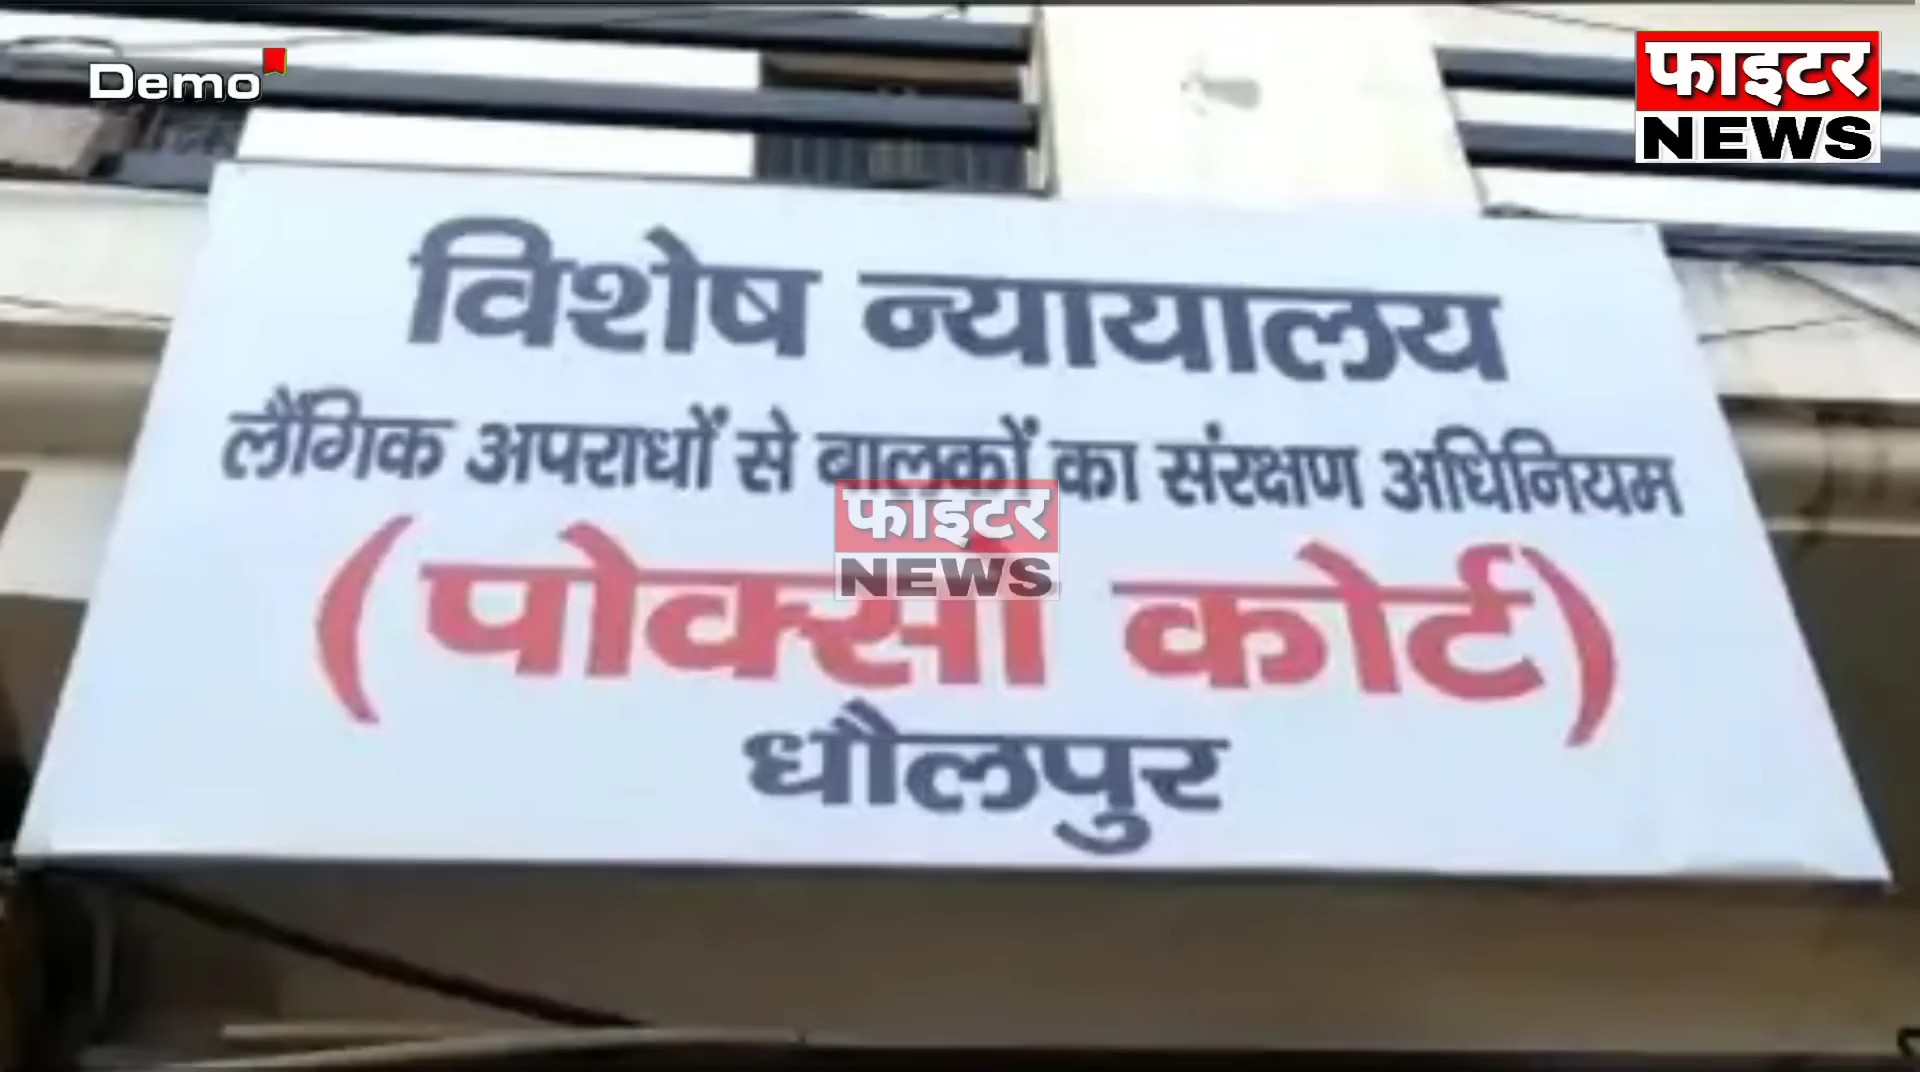 Demo
फाइटर
NEWS
विशेष न्यायालय
लैंगिक अपराधों से बालकों का संरक्षण अधिनियम
फाइटर
NEWS
(पोक्सो कोर्ट)
धौलपुर